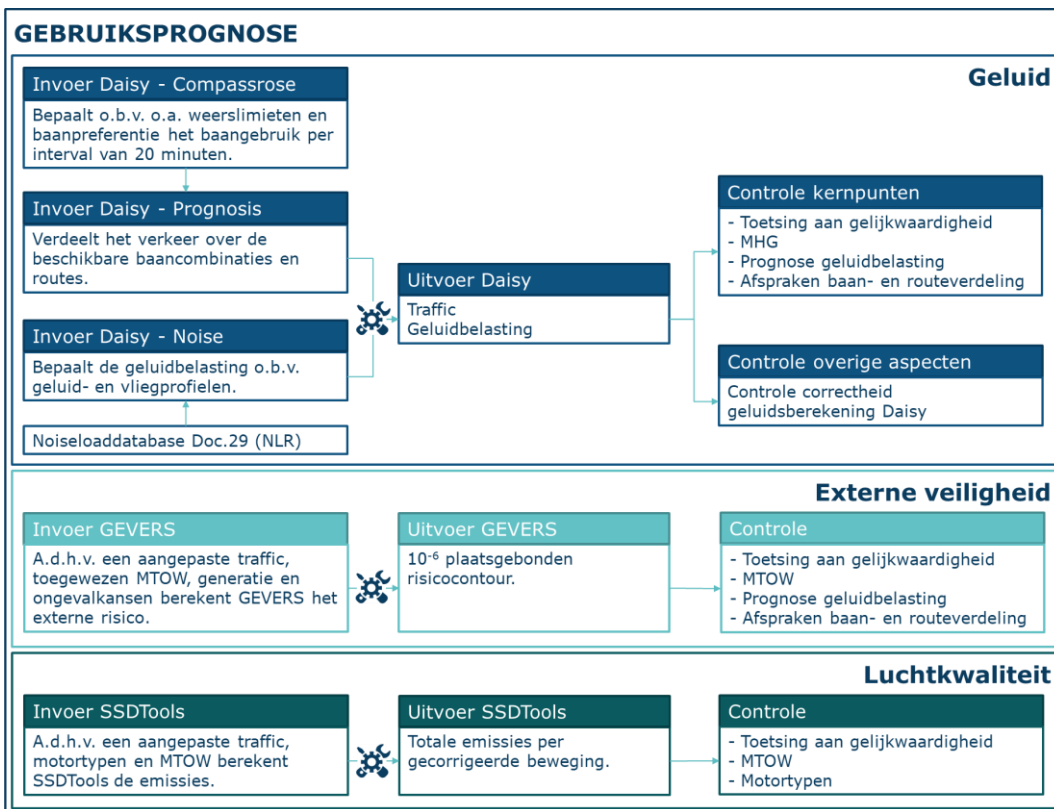 GEBRUIKSPROGNOSE
Geluid
Invoer Daisy - Compassrose
Bepaalt o.b.v. o.a. weerslimieten en
baanpreferentie het baangebruik per
interval van 20 minuten.
Invoer Daisy - Prognosis
Verdeelt het verkeer over de
beschikbare baancombinaties en
routes.
Invoer Daisy - Noise
Bepaalt de geluidbelasting o.b.v.
geluid- en vliegprofielen.
Noiseloaddatabase Doc.29 (NLR)
Uitvoer Daisy
Traffic
Geluidbelasting
Controle kernpunten
- Toetsing aan gelijkwaardigheid
- MHG
- Prognose geluidbelasting
- Afspraken baan- en routeverdeling
Controle overige aspecten
Controle correctheid
geluidsberekening Daisy
Externe veiligheid
Invoer GEVERS
A.d.h.v. een aangepaste traffic,
toegewezen MTOW, generatie en
ongevalkansen berekent GEVERS het
externe risico.
Uitvoer GEVERS
10⁻⁶ plaatsgebonden
risicocontour.
Controle
- Toetsing aan gelijkwaardigheid
- MTOW
- Prognose geluidbelasting
- Afspraken baan- en routeverdeling
Luchtkwaliteit
Invoer SSDTools
A.d.h.v. een aangepaste traffic,
motortypen en MTOW berekent
SSDTools de emissies.
Uitvoer SSDTools
Totale emissies per
gecorrigeerde beweging.
Controle
- Toetsing aan gelijkwaardigheid
- MTOW
- Motortypen